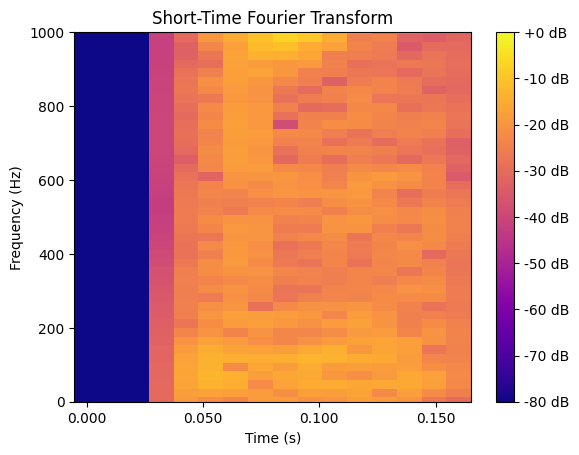 Short-Time Fourier Transform
1000
800
600
400
200
0
Frequency (Hz)
0.000
0.050
0.100
0.150
Time (s)
+0 dB
-10 dB
-20 dB
-30 dB
-40 dB
-50 dB
-60 dB
-70 dB
-80 dB